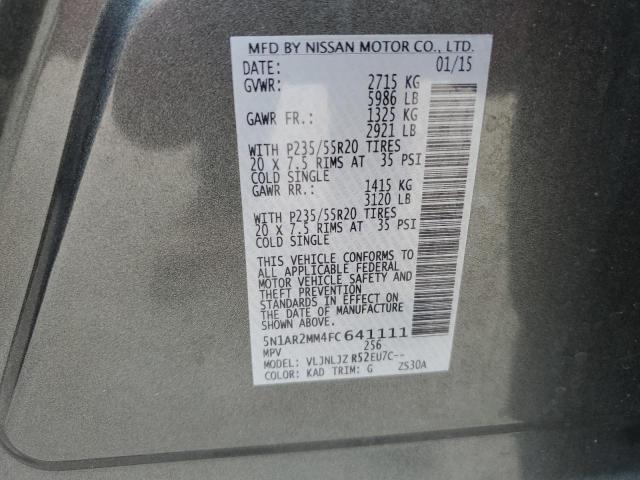 MFD BY NISSAN MOTOR CO., LTD.
DATE: 01/15
GVWR: 2715 KG
5986 LB
GAWR FR.: 1325 KG
2921 LB
WITH P235/55R20 TIRES
20 X 7.5 RIMS AT 35 PSI
COLD SINGLE
GAWR RR.: 1415 KG
3120 LB
WITH P235/55R20 TIRES
20 X 7.5 RIMS AT 35 PSI
COLD SINGLE
THIS VEHICLE CONFORMS TO
ALL APPLICABLE FEDERAL
MOTOR VEHICLE SAFETY AND
THEFT PREVENTION
STANDARDS IN EFFECT ON
THE DATE OF MANUFACTURE
SHOWN ABOVE.
5N1AR2MM4FC641111
MPV 256
MODEL: VLJNLJZ R52EU7C--
COLOR: KAD TRIM: G ZS30A